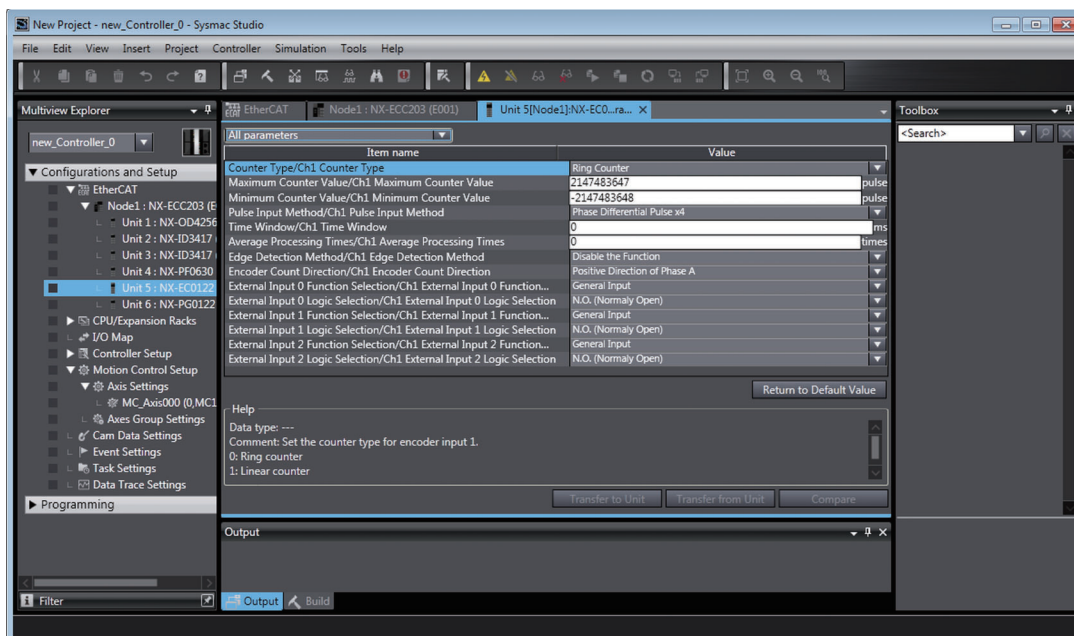 New Project - new_Controller_0 - Sysmac Studio
File Edit View Insert Project Controller Simulation Tools Help
Multiview Explorer
new_Controller_0
Configurations and Setup
EtherCAT
Node1 : NX-ECC203 (E
Unit 1 : NX-OD4256
Unit 2 : NX-ID3417
Unit 3 : NX-ID3417
Unit 4 : NX-PF0630
Unit 5 : NX-EC0122
Unit 6 : NX-PG0122
CPU/Expansion Racks
I/O Map
Controller Setup
Motion Control Setup
Axis Settings
MC_Axis000 (0,MC1
Axes Group Settings
Cam Data Settings
Event Settings
Task Settings
Data Trace Settings
Programming
Filter
EtherCAT Node1 : NX-ECC203 (E001) Unit 5[Node1]:NX-EC0...ra... X
All parameters
Item name Value
Counter Type/Ch1 Counter Type Ring Counter
Maximum Counter Value/Ch1 Maximum Counter Value 2147483647 pulse
Minimum Counter Value/Ch1 Minimum Counter Value -2147483648 pulse
Pulse Input Method/Ch1 Pulse Input Method Phase Differential Pulse x4
Time Window/Ch1 Time Window 0 ms
Average Processing Times/Ch1 Average Processing Times 0 times
Edge Detection Method/Ch1 Edge Detection Method Disable the Function
Encoder Count Direction/Ch1 Encoder Count Direction Positive Direction of Phase A
External Input 0 Function Selection/Ch1 External Input 0 Function... General Input
External Input 0 Logic Selection/Ch1 External Input 0 Logic Selection N.O. (Normaly Open)
External Input 1 Function Selection/Ch1 External Input 1 Function... General Input
External Input 1 Logic Selection/Ch1 External Input 1 Logic Selection N.O. (Normaly Open)
External Input 2 Function Selection/Ch1 External Input 2 Function... General Input
External Input 2 Logic Selection/Ch1 External Input 2 Logic Selection N.O. (Normaly Open)
Return to Default Value
Help
Data type: ---
Comment: Set the counter type for encoder input 1.
0: Ring counter
1: Linear counter
Transfer to Unit Transfer from Unit Compare
Output
Output Build
Toolbox
<Search>